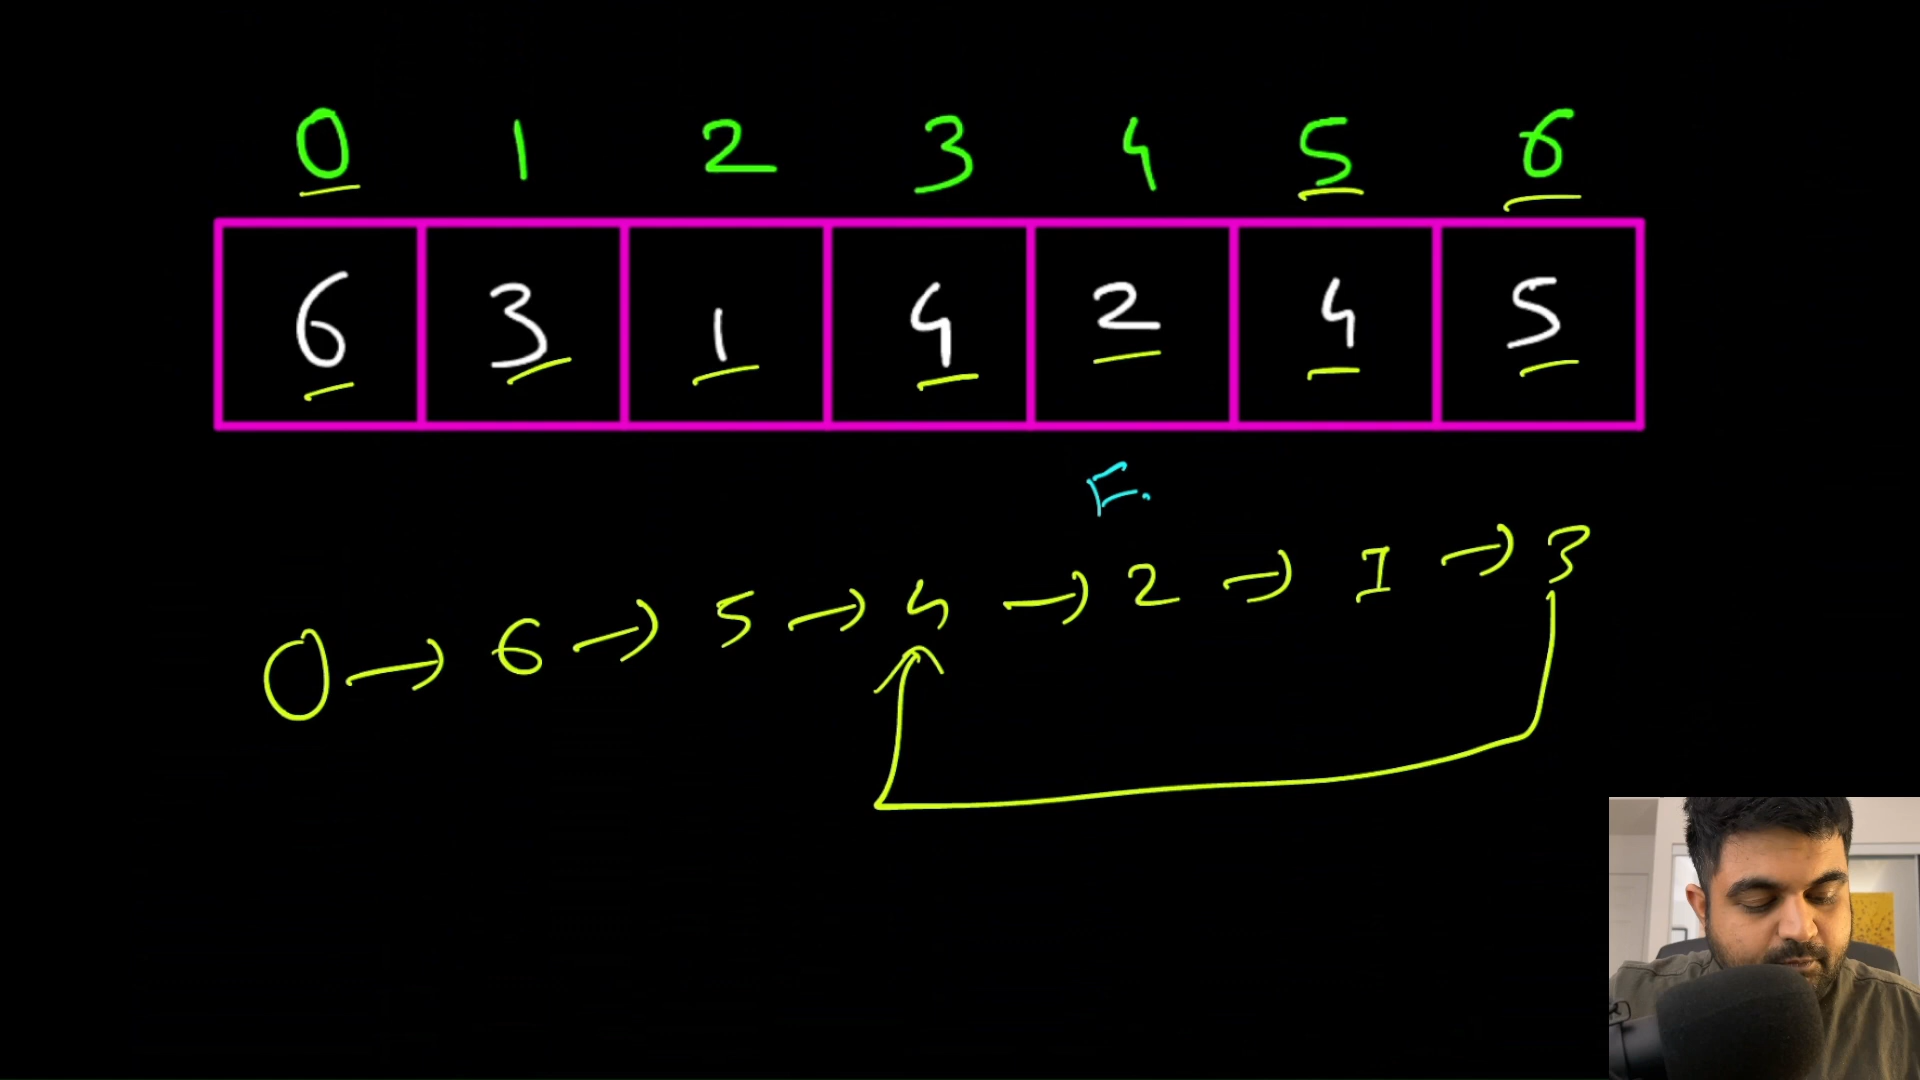 0 1 2 3 4 5 6
6 3 1 4 2 4 5
F.
0 → 6 → 5 → 4 → 2 → 1 → 3